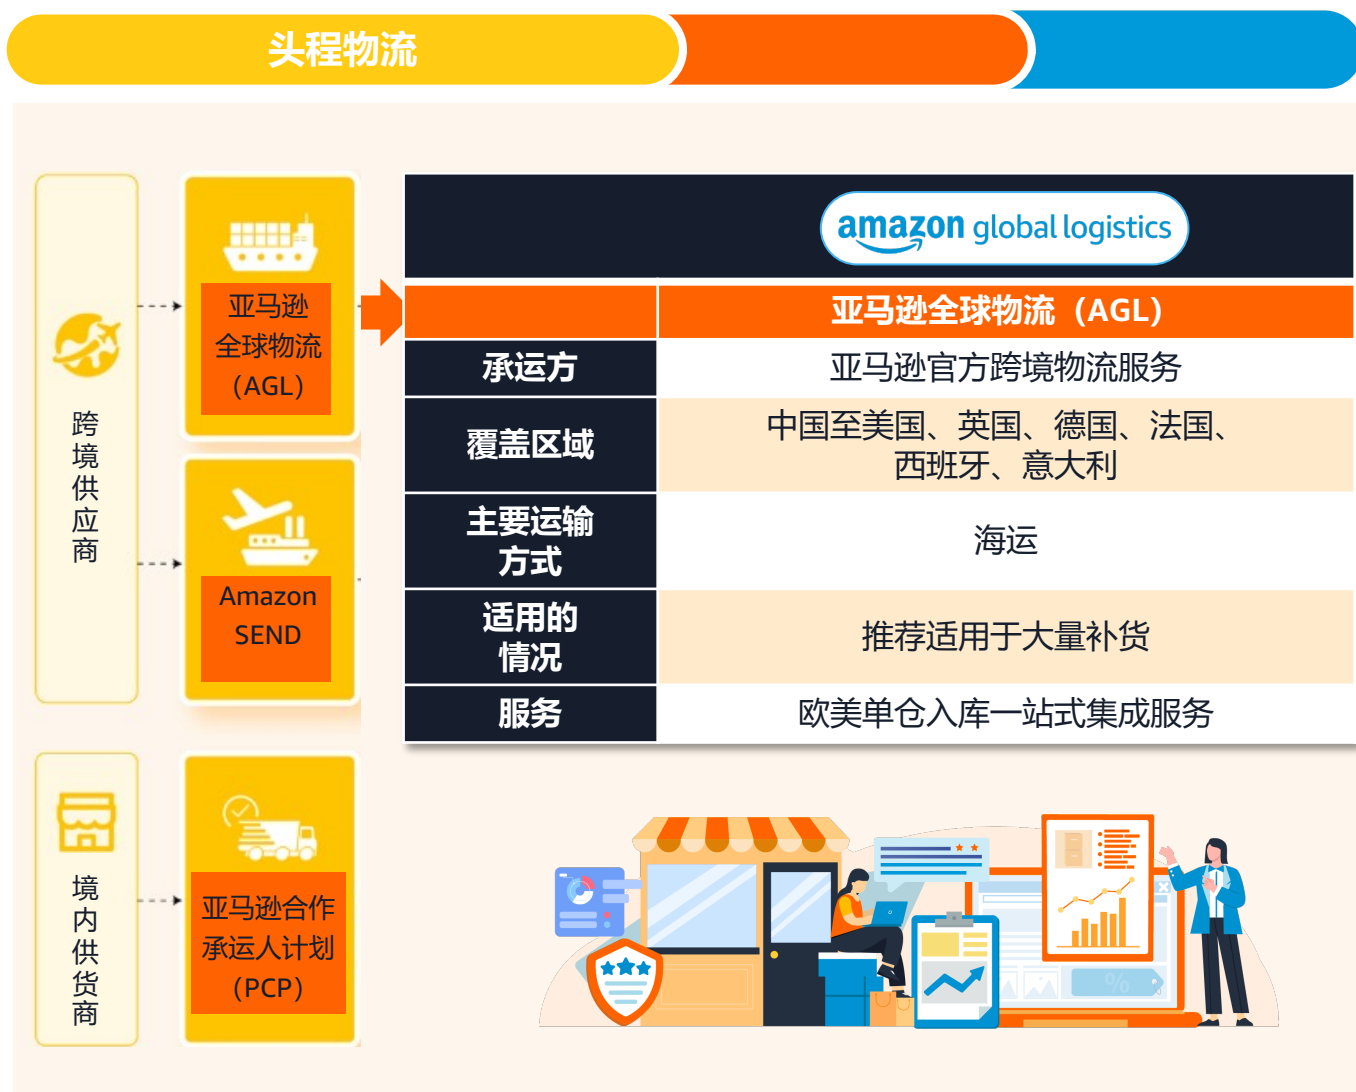 头程物流
跨境供应商
亚马逊
全球物流
（AGL）
Amazon
SEND
境内供货商
亚马逊合作
承运人计划
（PCP）
amazon global logistics
亚马逊全球物流（AGL）
承运方
亚马逊官方跨境物流服务
覆盖区域
中国至美国、英国、德国、法国、
西班牙、意大利
主要运输
方式
海运
适用的
情况
推荐适用于大量补货
服务
欧美单仓入库一站式集成服务
%